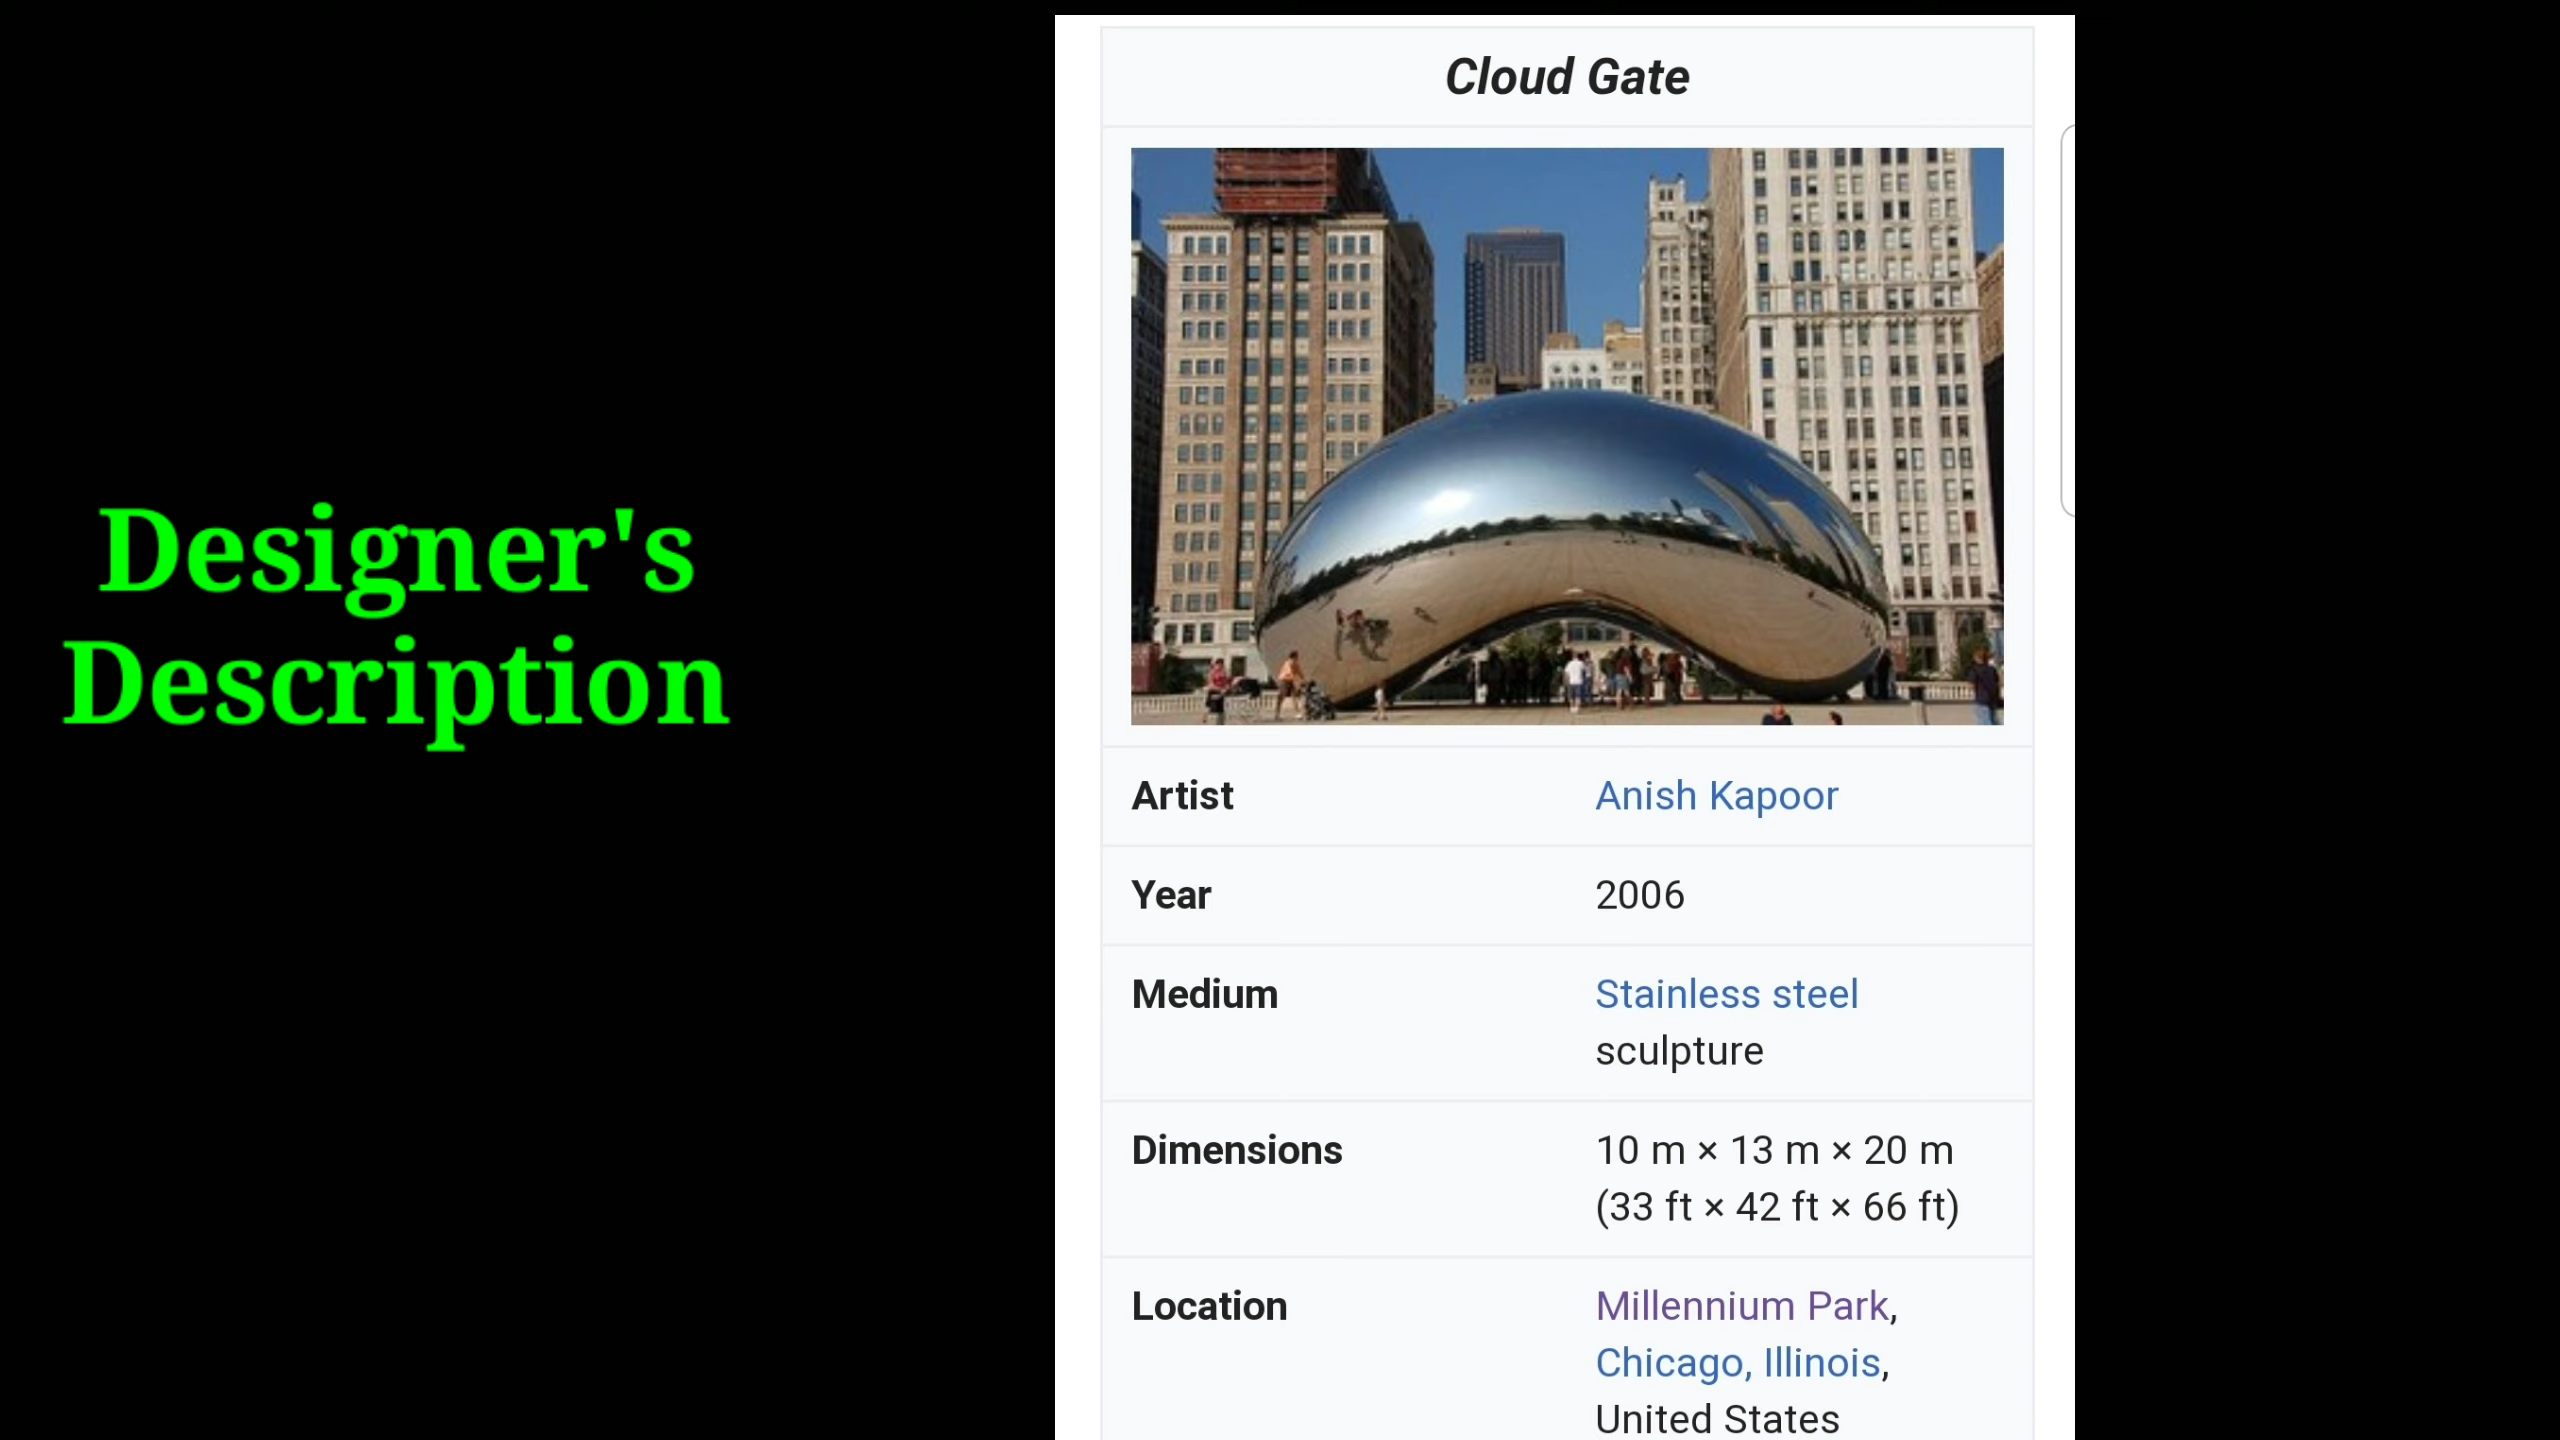 Designer's
Description
Cloud Gate
Artist
Anish Kapoor
Year
2006
Medium
Stainless steel
sculpture
Dimensions
10 m × 13 m × 20 m
(33 ft × 42 ft × 66 ft)
Location
Millennium Park,
Chicago, Illinois,
United States